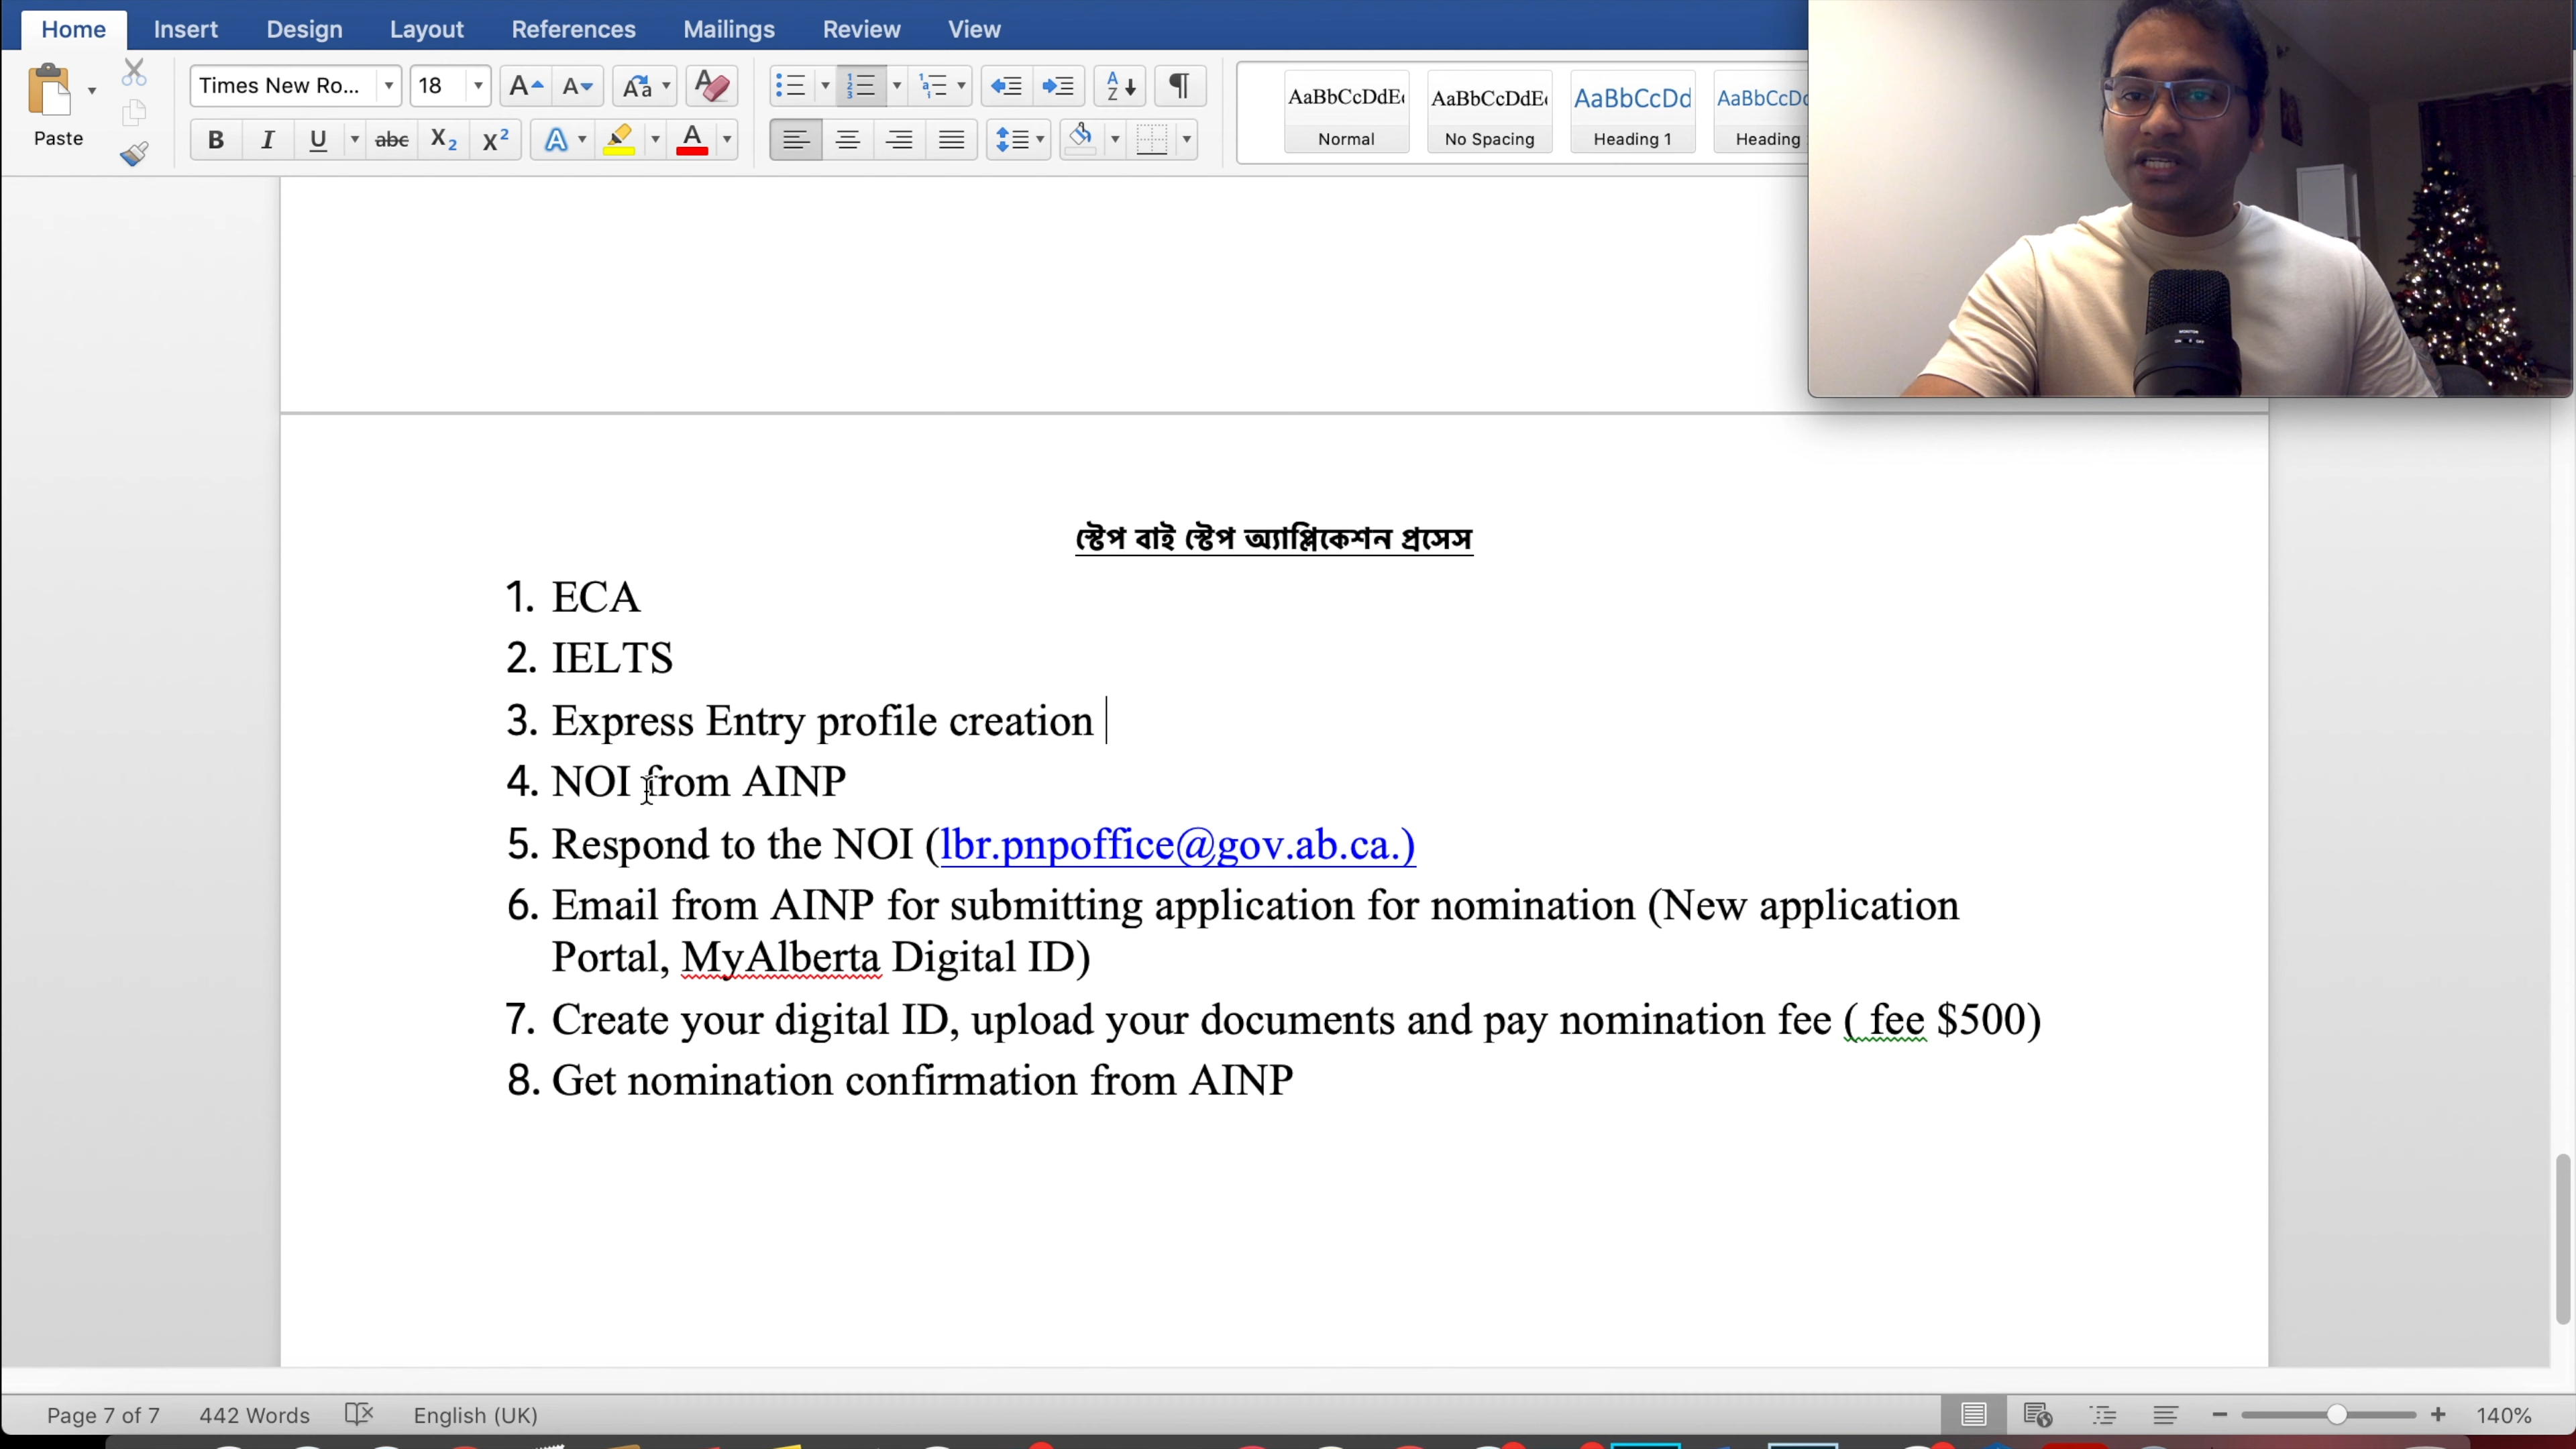 Home Insert Design Layout References Mailings Review View
Paste
Times New Ro... 18
AaBbCcDdE AaBbCcDdE AaBbCcDd AaBbCcDc
Normal No Spacing Heading 1 Heading
স্টেপ বাই স্টেপ অ্যাপ্লিকেশন প্রসেস
1. ECA
2. IELTS
3. Express Entry profile creation
4. NOI from AINP
5. Respond to the NOI (lbr.pnpoffice@gov.ab.ca.)
6. Email from AINP for submitting application for nomination (New application
Portal, MyAlberta Digital ID)
7. Create your digital ID, upload your documents and pay nomination fee ( fee $500)
8. Get nomination confirmation from AINP
Page 7 of 7 442 Words English (UK) 140%